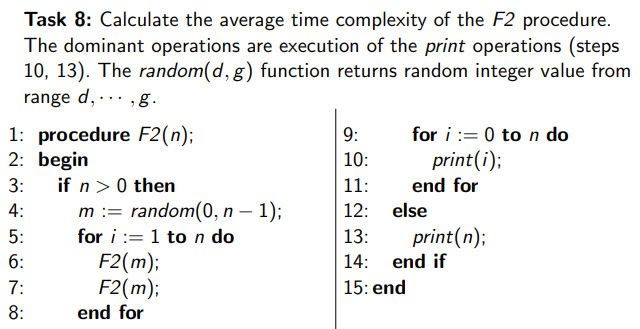 Task 8: Calculate the average time complexity of the F2 procedure.
The dominant operations are execution of the print operations (steps
10, 13). The random(d, g) function returns random integer value from
range d, ⋯ , g.
1: procedure F2(n);
2: begin
3: if n > 0 then
4: m := random(0, n − 1);
5: for i := 1 to n do
6: F2(m);
7: F2(m);
8: end for
9: for i := 0 to n do
10: print(i);
11: end for
12: else
13: print(n);
14: end if
15: end